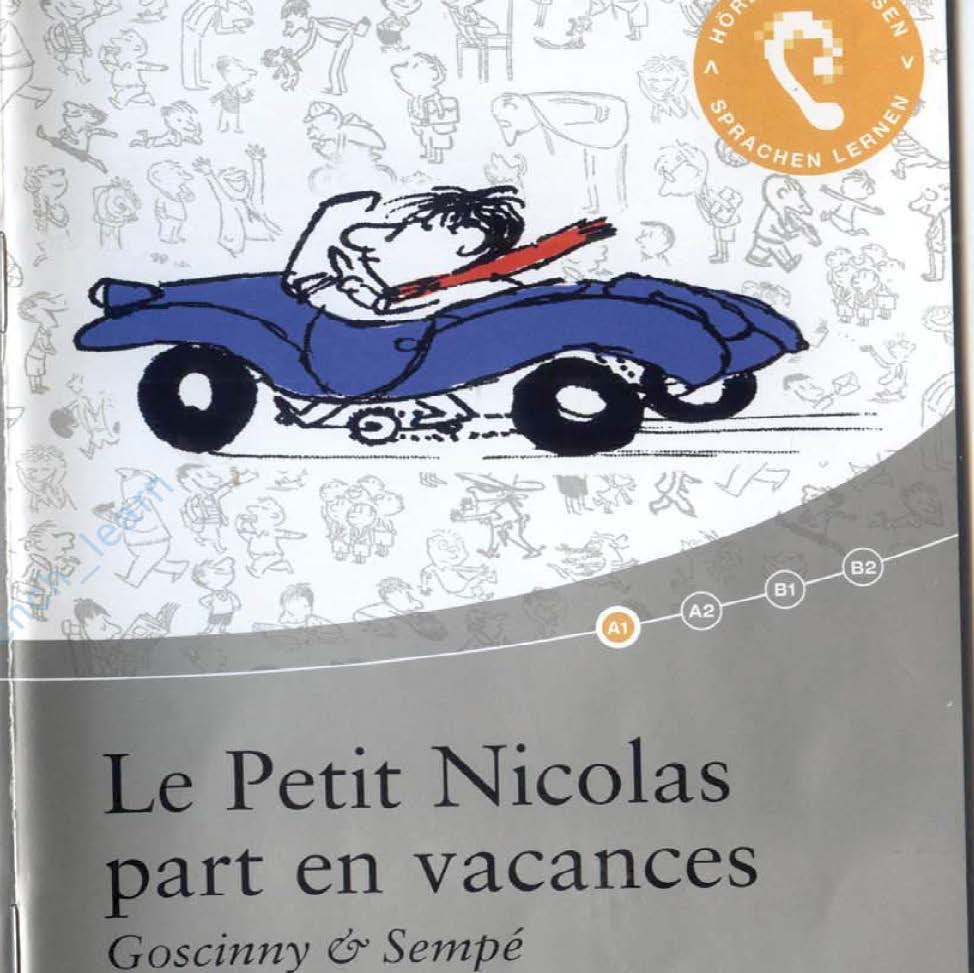 SPRACHEN LERNEN
A1 A2 B1 B2
Le Petit Nicolas
part en vacances
Goscinny & Sempé